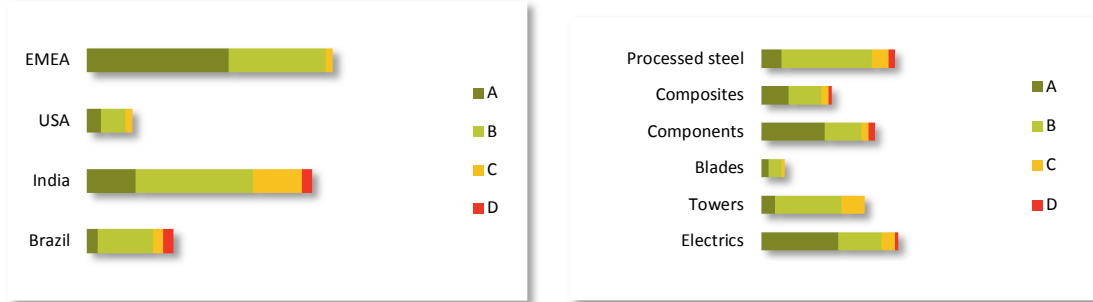 EMEA
USA
India
Brazil
A
B
C
D
Processed steel
Composites
Components
Blades
Towers
Electrics
A
B
C
D